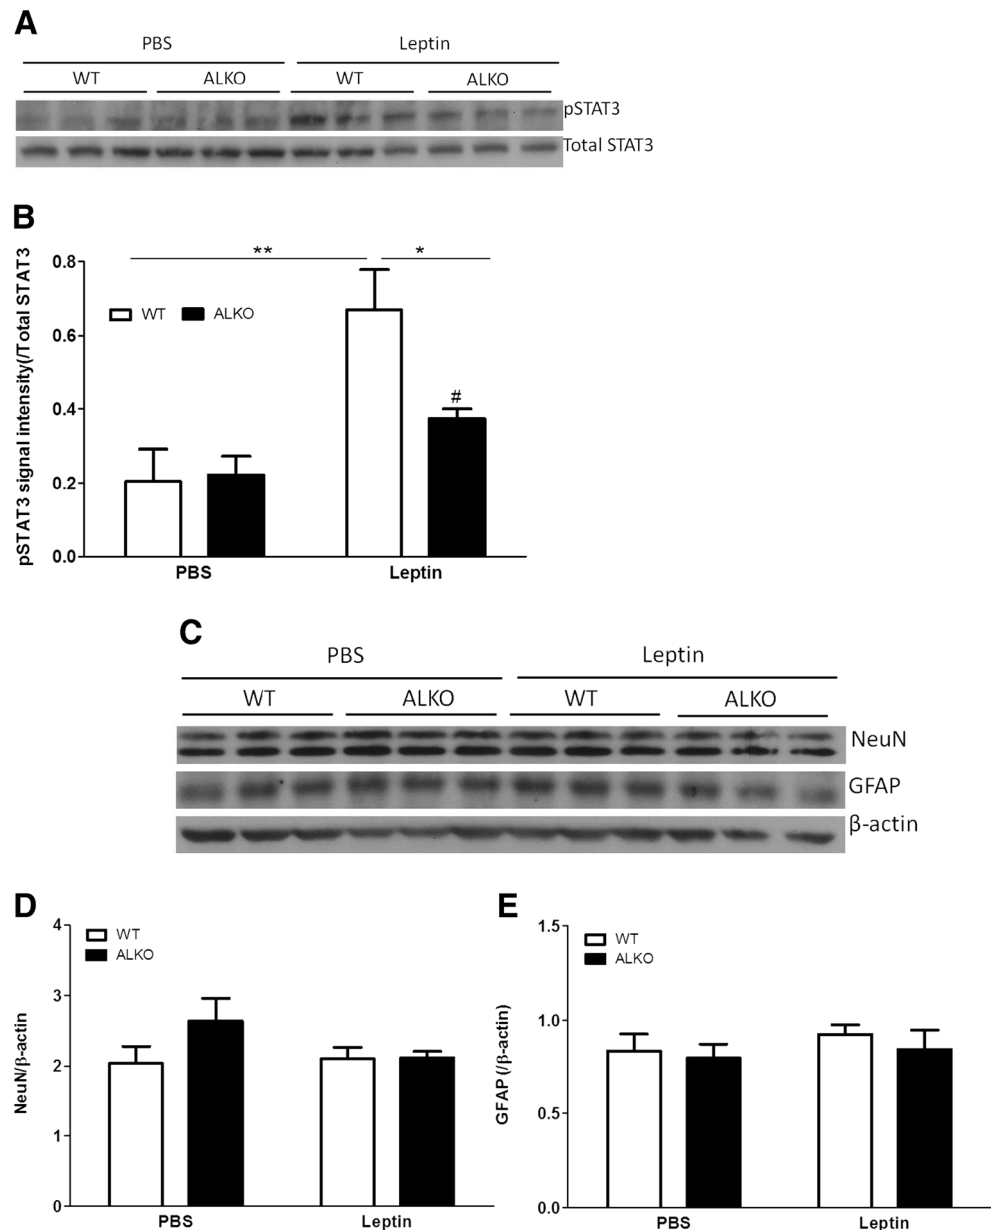 A
PBS Leptin
WT ALKO WT ALKO
pSTAT3
Total STAT3
B
pSTAT3 signal intensity(/Total STAT3
** *
0.8
WT ALKO
0.6
0.4
#
0.2
0.0
PBS Leptin
C
PBS Leptin
WT ALKO WT ALKO
NeuN
GFAP
β-actin
D
NeuN/β-actin
4
WT
ALKO
3
2
1
0
PBS Leptin
E
GFAP (/β-actin)
1.5
WT
ALKO
1.0
0.5
0.0
PBS Leptin